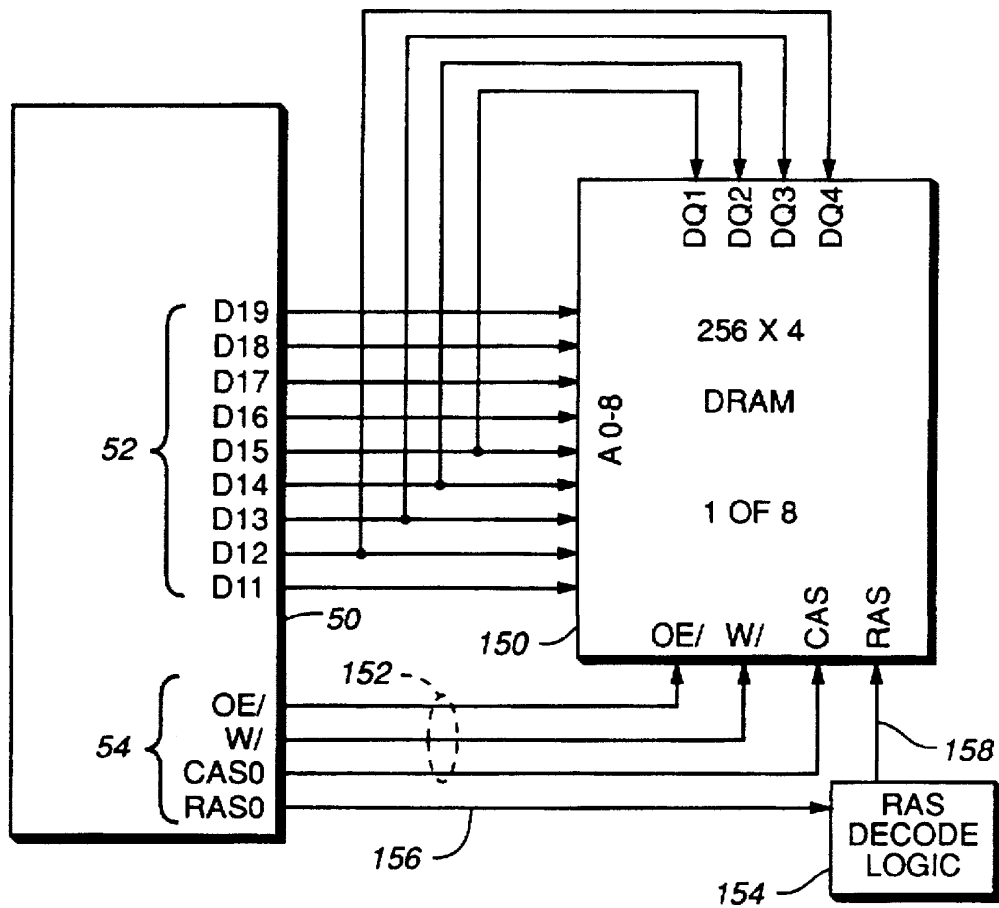 DQ1
DQ2
DQ3
DQ4
D19
D18
D17
D16
D15
D14
D13
D12
D11
52
A 0-8
256 X 4
DRAM
1 OF 8
50
150
OE/
W/
CAS
RAS
152
54
OE/
W/
CAS0
RAS0
158
156
RAS
DECODE
LOGIC
154